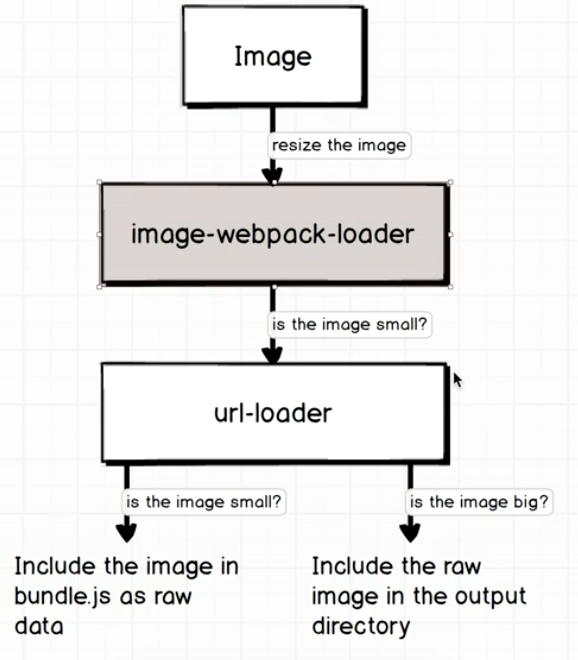 Image
resize the image
image-webpack-loader
is the image small?
url-loader
is the image small?
is the image big?
Include the image in
bundle.js as raw
data
Include the raw
image in the output
directory